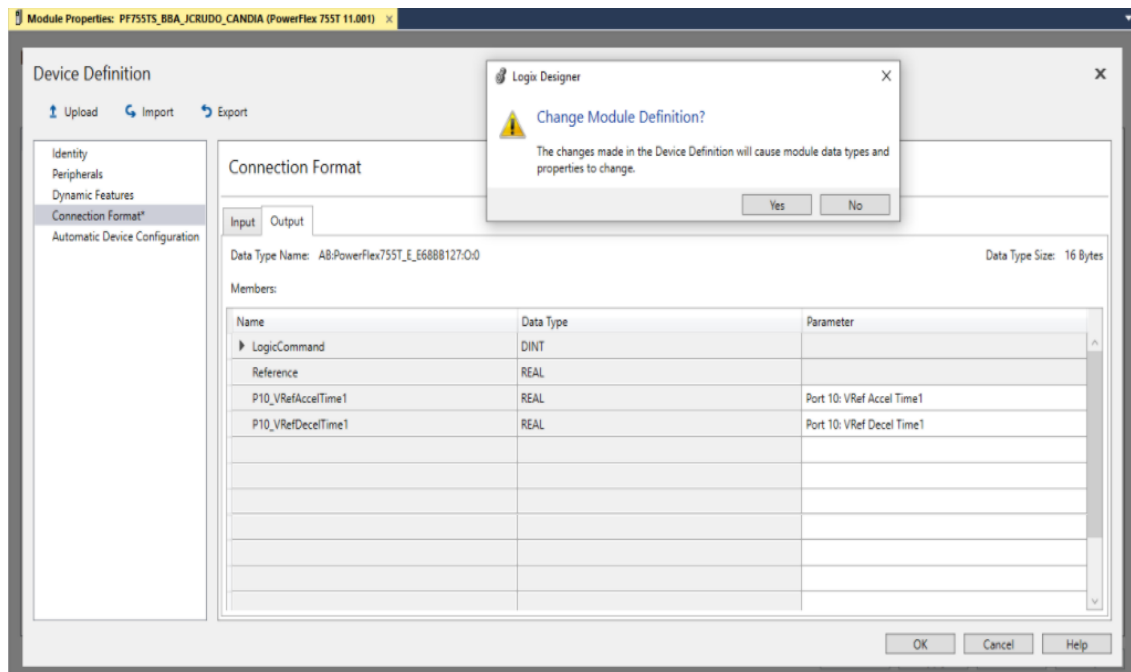 Module Properties: PF755TS_BBA_JCRUDO_CANDIA (PowerFlex 755T 11.001) ×
Device Definition
Upload Import Export
Logix Designer
Change Module Definition?
The changes made in the Device Definition will cause module data types and
properties to change.
Yes No
Identity
Peripherals
Dynamic Features
Connection Format*
Automatic Device Configuration
Connection Format
Input Output
Data Type Name: AB:PowerFlex755T_E_E68BB127:O:0 Data Type Size: 16 Bytes
Members:
Name Data Type Parameter
LogicCommand DINT
Reference REAL
P10_VRefAccelTime1 REAL Port 10: VRef Accel Time1
P10_VRefDecelTime1 REAL Port 10: VRef Decel Time1
OK Cancel Help